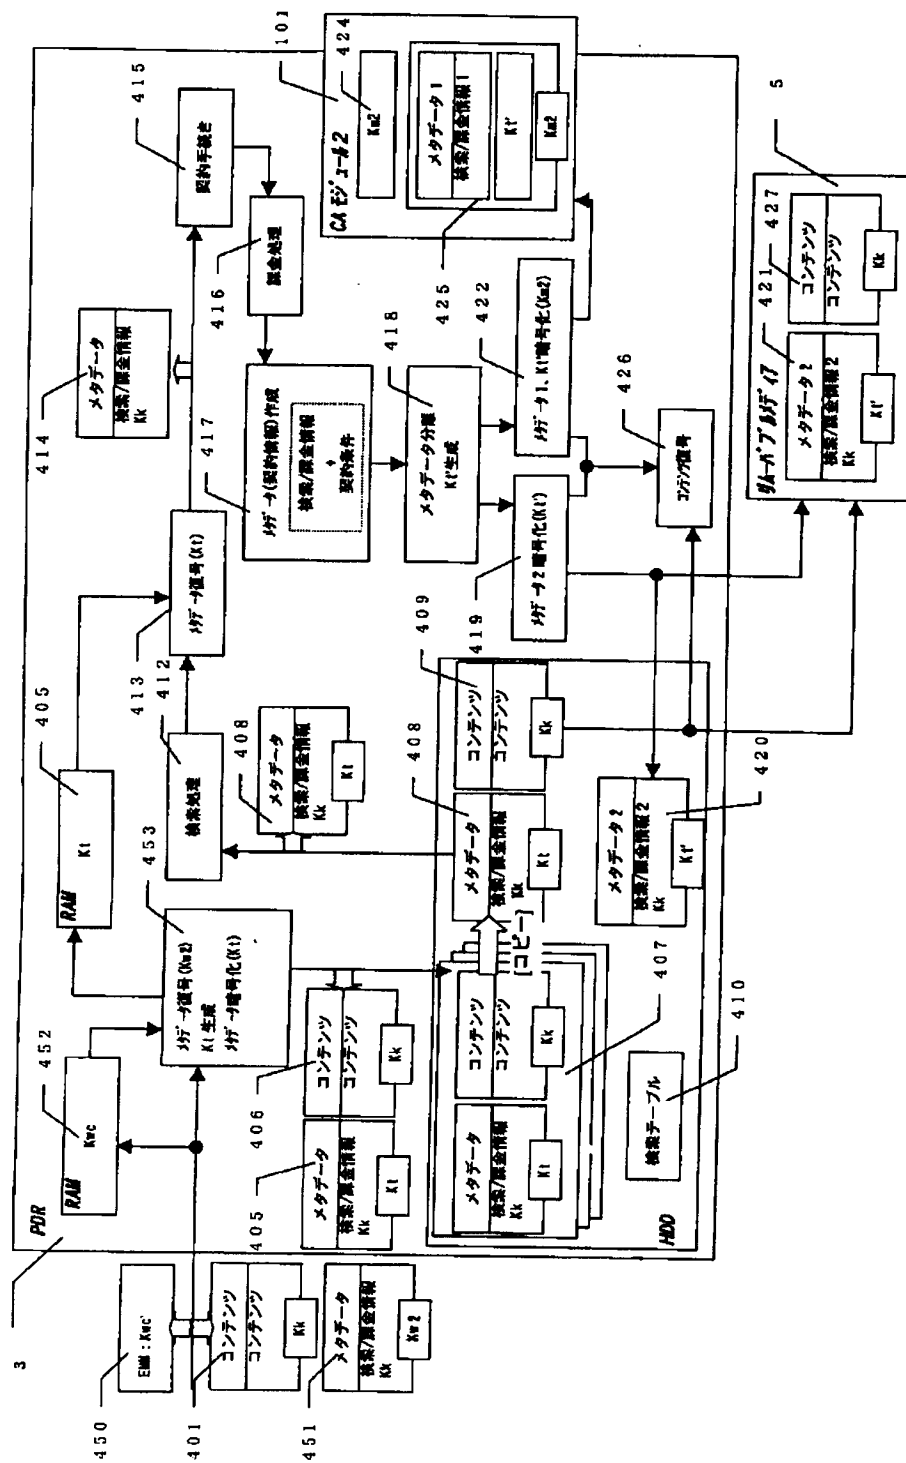 3
PDR
450
EMM：Kwc
401
コンテンツ
コンテンツ
Kk
451
メタデータ
検索/課金情報
Kk
Kw2
452
RAM
Kwc
453
メタデータ復号(Kw2)
Kt生成
メタデータ暗号化(Kt)
405
RAM
Kt
405
メタデータ
検索/課金情報
Kk
Kt
406
コンテンツ
コンテンツ
Kk
412
検索処理
408
メタデータ
検索/課金情報
Kk
Kt
413
メタデータ復号(Kt)
414
メタデータ
検索/課金情報
Kk
415
契約手続き
416
課金処理
417
メタデータ(契約情報)作成
検索/課金情報
+
契約条件
418
メタデータ分離
Kt'生成
419
メタデータ2暗号化(Kt')
422
メタデータ1、Kt'暗号化(Km2)
426
コンテンツ復号
101
CAモジュール2
424
Km2
425
メタデータ1
検索/課金情報1
Kt'
Km2
HDD
407
メタデータ
検索/課金情報
Kk
Kt
コンテンツ
コンテンツ
Kk
[コピー]
408
メタデータ
検索/課金情報
Kk
Kt
409
コンテンツ
コンテンツ
Kk
410
検索テーブル
420
メタデータ2
検索/課金情報2
Kk
Kt'
5
リムーバブルメディア
421
メタデータ2
検索/課金情報2
Kk
Kt'
427
コンテンツ
コンテンツ
Kk